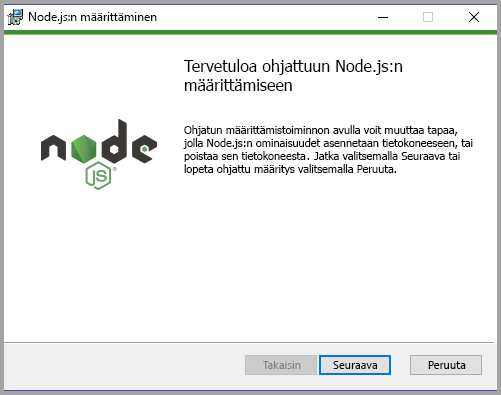 Node.js:n määrittäminen
Tervetuloa ohjattuun Node.js:n
määrittämiseen
node
JS
Ohjatun määrittämistoiminnon avulla voit muuttaa tapaa,
jolla Node.js:n ominaisuudet asennetaan tietokoneeseen, tai
poistaa sen tietokoneesta. Jatka valitsemalla Seuraava tai
lopeta ohjattu määritys valitsemalla Peruuta.
Takaisin
Seuraava
Peruuta